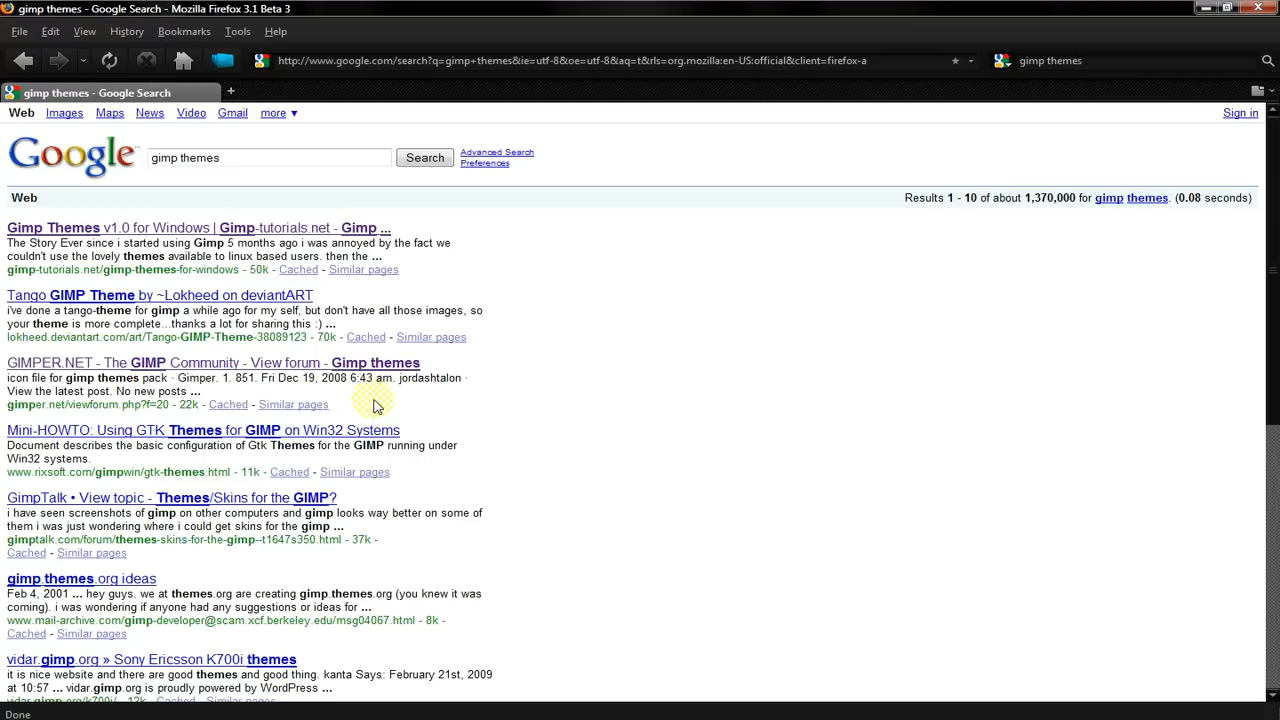 gimp themes - Google Search - Mozilla Firefox 3.1 Beta 3
File Edit View History Bookmarks Tools Help
http://www.google.com/search?q=gimp+themes&ie=utf-8&oe=utf-8&aq=t&rls=org.mozilla:en-US:official&client=firefox-a gimp themes
gimp themes - Google Search
Web Images Maps News Video Gmail more ▼ Sign in
Google gimp themes Search Advanced Search
Preferences
Web Results 1 - 10 of about 1,370,000 for gimp themes. (0.08 seconds)
Gimp Themes v1.0 for Windows | Gimp-tutorials.net - Gimp ...
The Story Ever since i started using Gimp 5 months ago i was annoyed by the fact we
couldn't use the lovely themes available to linux based users. then the ...
gimp-tutorials.net/gimp-themes-for-windows - 50k - Cached - Similar pages
Tango GIMP Theme by ~Lokheed on deviantART
i've done a tango-theme for gimp a while ago for my self, but don't have all those images, so
your theme is more complete...thanks a lot for sharing this :) ...
lokheed.deviantart.com/art/Tango-GIMP-Theme-38089123 - 70k - Cached - Similar pages
GIMPER.NET - The GIMP Community - View forum - Gimp themes
icon file for gimp themes pack · Gimper. 1. 851. Fri Dec 19, 2008 6:43 am. jordashtalon ·
View the latest post. No new posts ...
gimper.net/viewforum.php?f=20 - 22k - Cached - Similar pages
Mini-HOWTO: Using GTK Themes for GIMP on Win32 Systems
Document describes the basic configuration of Gtk Themes for the GIMP running under
Win32 systems.
www.rixsoft.com/gimpwin/gtk-themes.html - 11k - Cached - Similar pages
GimpTalk • View topic - Themes/Skins for the GIMP?
i have seen screenshots of gimp on other computers and gimp looks way better on some of
them i was just wondering where i could get skins for the gimp ...
gimptalk.com/forum/themes-skins-for-the-gimp--t1647s350.html - 37k -
Cached - Similar pages
gimp.themes.org ideas
Feb 4, 2001 ... hey guys. we at themes.org are creating gimp.themes.org (you knew it was
coming). i was wondering if anyone had any suggestions or ideas for ...
www.mail-archive.com/gimp-developer@scam.xcf.berkeley.edu/msg04067.html - 8k -
Cached - Similar pages
vidar.gimp.org » Sony Ericsson K700i themes
it is nice website and there are good themes and good thing. kanta Says: February 21st, 2009
at 10:57 ... vidar.gimp.org is proudly powered by WordPress ...
vidar.gimp.org/k700i/ - 12k - Cached - Similar pages
Done